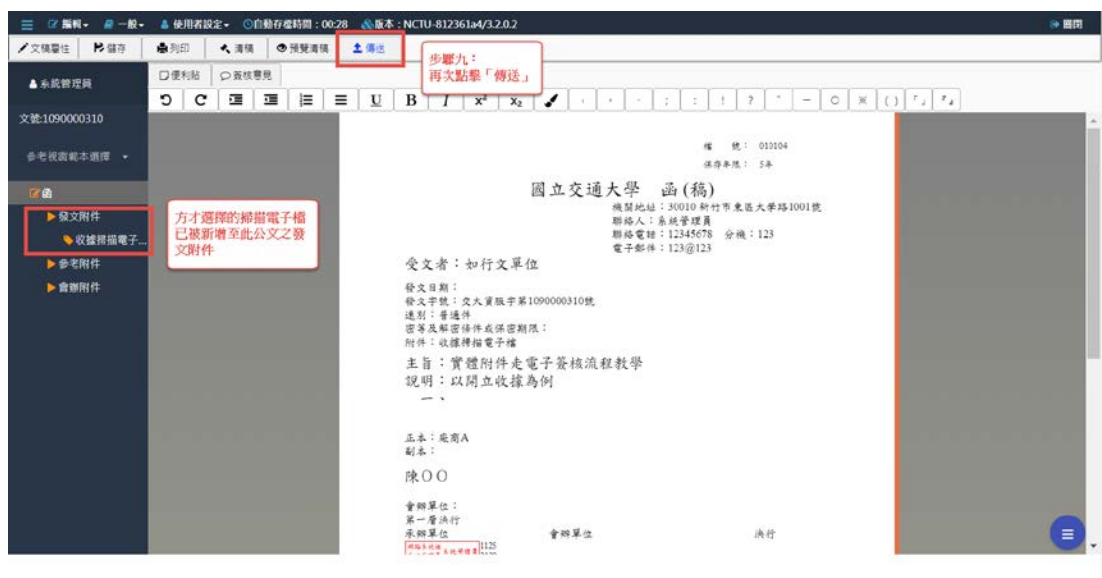 編輯 一般 使用者設定 自動存檔時間：00:28 版本：NCTU-812361a4/3.2.0.2 關閉
文稿屬性 儲存 列印 清稿 預覽清稿 傳送
步驟九：
再次點擊「傳送」
系統管理員
便利貼 簽核意見
U B I x² x₂ ， 。 、 ； ： ！ ？ ˇ － ○ ※ ( ) 「」 『』
文號:1090000310
參考視窗範本選擇
函
發文附件
收據掃描電子...
參考附件
會辦附件
方才選擇的掃描電子檔
已被新增至此公文之發
文附件
檔 號： 010104
保存年限： 5年
國立交通大學 函(稿)
機關地址：30010 新竹市東區大學路1001號
聯絡人：系統管理員
聯絡電話：12345678 分機：123
電子郵件：123@123
受文者：如行文單位
發文日期：
發文字號：交大資服字第1090000310號
速別：普通件
密等及解密條件或保密期限：
附件：收據掃描電子檔
主旨：實體附件走電子簽核流程教學
說明：以開立收據為例
一、
正本：廠商A
副本：
陳〇〇
會辦單位：
第一層決行
承辦單位 會辦單位 決行
1125